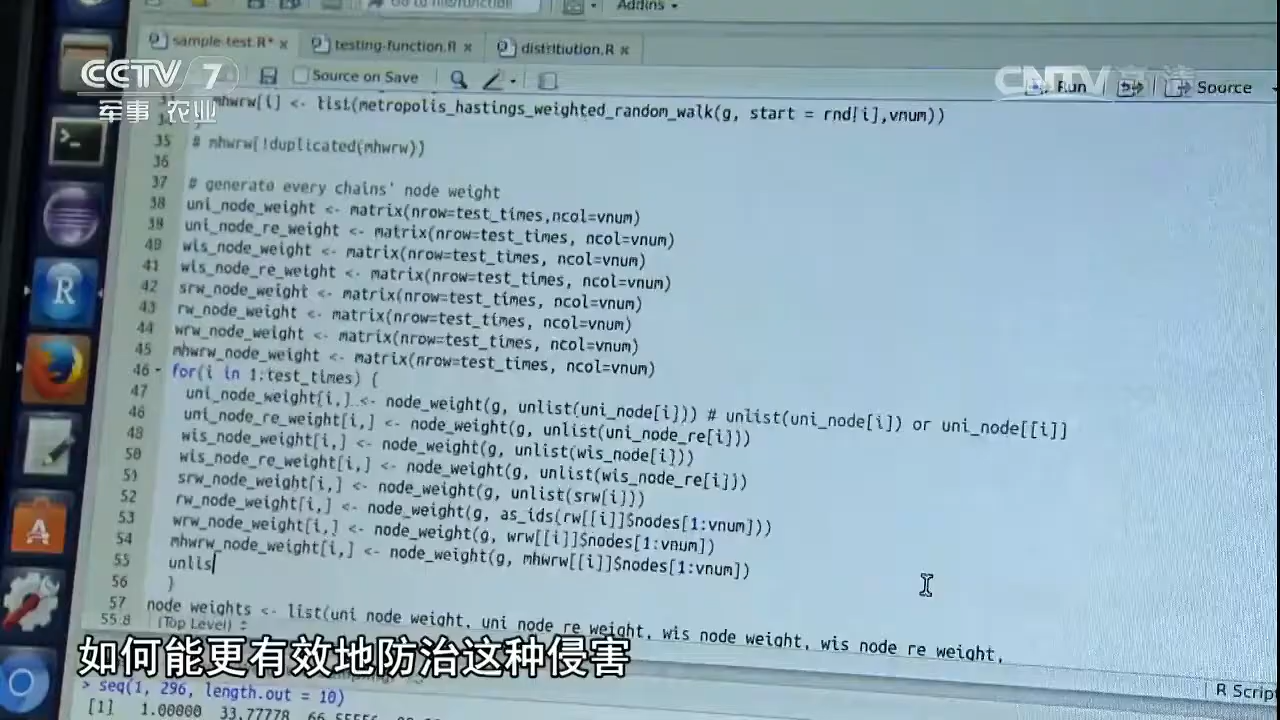 Go to file/function
Addins
sample-test.R* ×
testing-function.R ×
distribution.R ×
CCTV 7
军事 农业
CNTV 高清
Source on Save
Run
Source
mhwrw[i] <- list(metropolis_hastings_weighted_random_walk(g, start = rnd[i],vnum))
35 # mhwrw[!duplicated(mhwrw)]
36
37 # generate every chains' node weight
38 uni_node_weight <- matrix(nrow=test_times,ncol=vnum)
39 uni_node_re_weight <- matrix(nrow=test_times, ncol=vnum)
40 wis_node_weight <- matrix(nrow=test_times, ncol=vnum)
41 wis_node_re_weight <- matrix(nrow=test_times, ncol=vnum)
42 srw_node_weight <- matrix(nrow=test_times, ncol=vnum)
43 rw_node_weight <- matrix(nrow=test_times, ncol=vnum)
44 wrw_node_weight <- matrix(nrow=test_times, ncol=vnum)
45 mhwrw_node_weight <- matrix(nrow=test_times, ncol=vnum)
46 for(i in 1:test_times) {
47 uni_node_weight[i,] <- node_weight(g, unlist(uni_node[i])) # unlist(uni_node[i]) or uni_node[[i]]
48 uni_node_re_weight[i,] <- node_weight(g, unlist(uni_node_re[i]))
49 wis_node_weight[i,] <- node_weight(g, unlist(wis_node[i]))
50 wis_node_re_weight[i,] <- node_weight(g, unlist(wis_node_re[i]))
51 srw_node_weight[i,] <- node_weight(g, unlist(srw[i]))
52 rw_node_weight[i,] <- node_weight(g, as_ids(rw[[i]]$nodes[1:vnum]))
53 wrw_node_weight[i,] <- node_weight(g, wrw[[i]]$nodes[1:vnum])
54 mhwrw_node_weight[i,] <- node_weight(g, mhwrw[[i]]$nodes[1:vnum])
55 unlis
56 }
57 node_weights <- list(uni_node_weight, uni_node_re_weight, wis_node_weight, wis_node_re_weight,
55:8 (Top Level)
R Script
如何能更有效地防治这种侵害
> seq(1, 296, length.out = 10)
[1] 1.00000 33.77778 66.55556